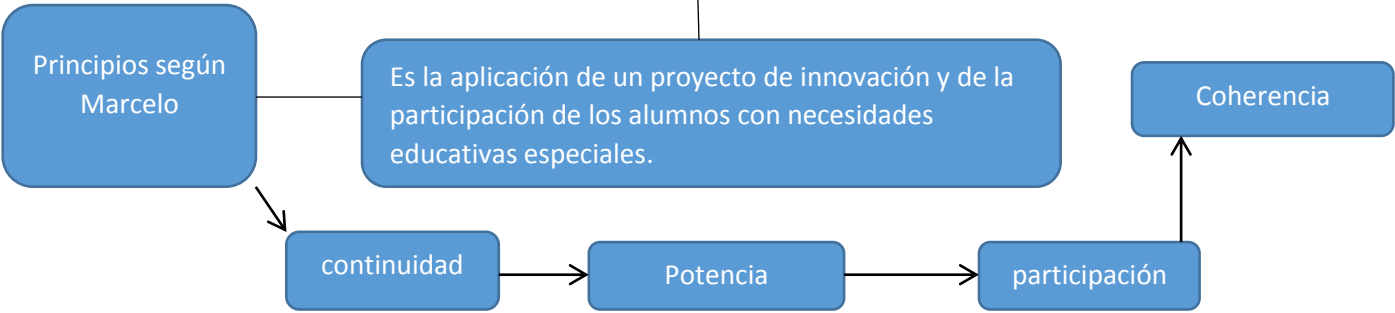 Principios según
Marcelo
Es la aplicación de un proyecto de innovación y de la
participación de los alumnos con necesidades
educativas especiales.
Coherencia
continuidad
Potencia
participación